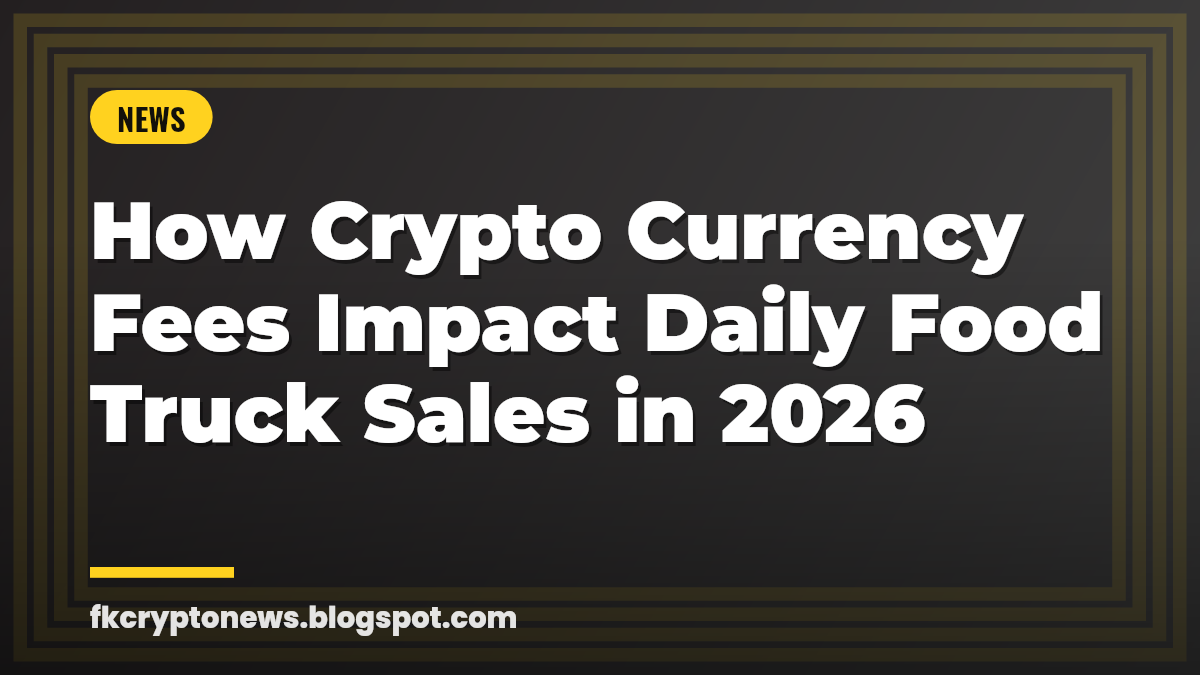 NEWS
How Crypto Currency
Fees Impact Daily Food
Truck Sales in 2026
fkcryptonews.blogspot.com